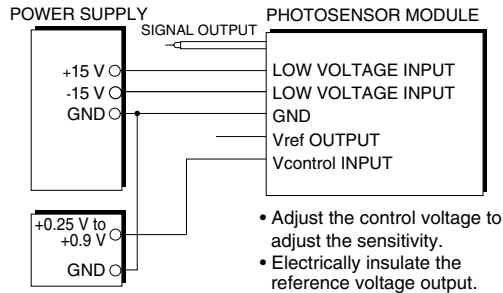 POWER SUPPLY
PHOTOSENSOR MODULE
SIGNAL OUTPUT
+15 V
LOW VOLTAGE INPUT
-15 V
LOW VOLTAGE INPUT
GND
GND
Vref OUTPUT
Vcontrol INPUT
+0.25 V to
+0.9 V
GND
• Adjust the control voltage to
adjust the sensitivity.
• Electrically insulate the
reference voltage output.